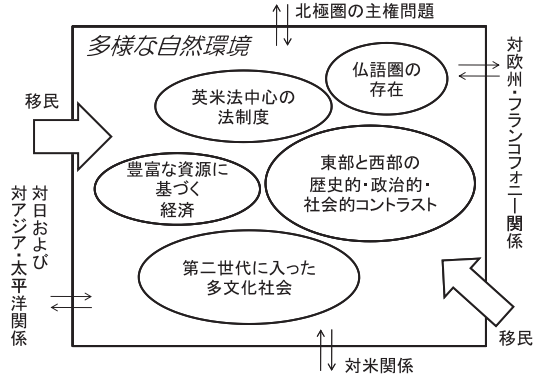 北極圏の主権問題
多様な自然環境
仏語圏の
存在
英米法中心の
法制度
対欧州・フランコフォニー関係
移民
豊富な資源に
基づく
経済
東部と西部の
歴史的・政治的・
社会的コントラスト
対日および
対アジア・太平洋関係
第二世代に入った
多文化社会
移民
対米関係